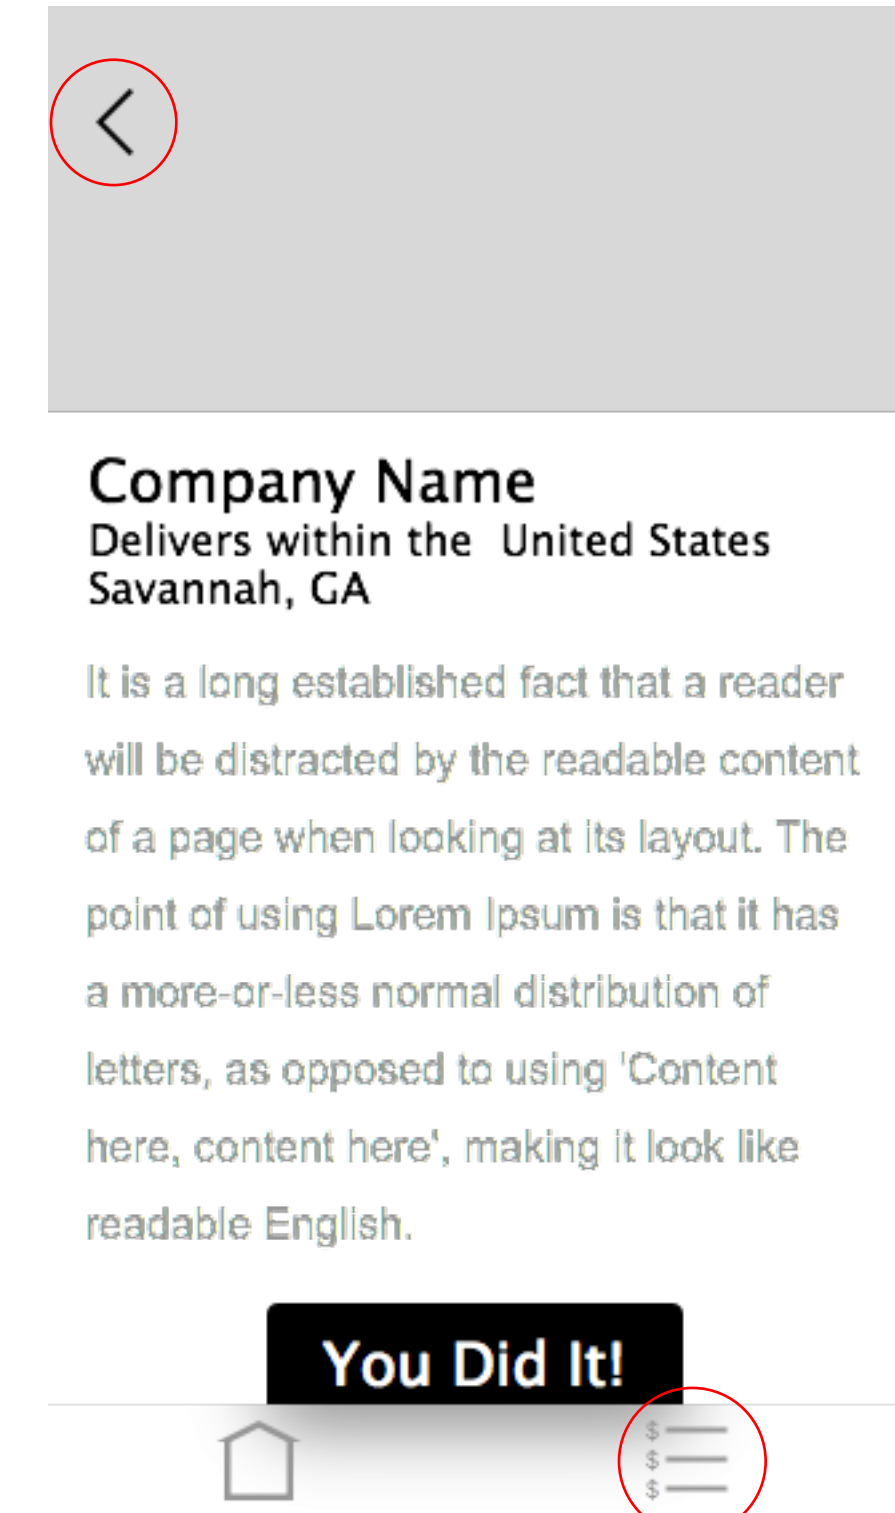 Company Name
Delivers within the  United States
Savannah, GA
It is a long established fact that a reader
will be distracted by the readable content
of a page when looking at its layout. The
point of using Lorem Ipsum is that it has
a more-or-less normal distribution of
letters, as opposed to using 'Content
here, content here', making it look like
readable English.
You Did It!
$
$
$